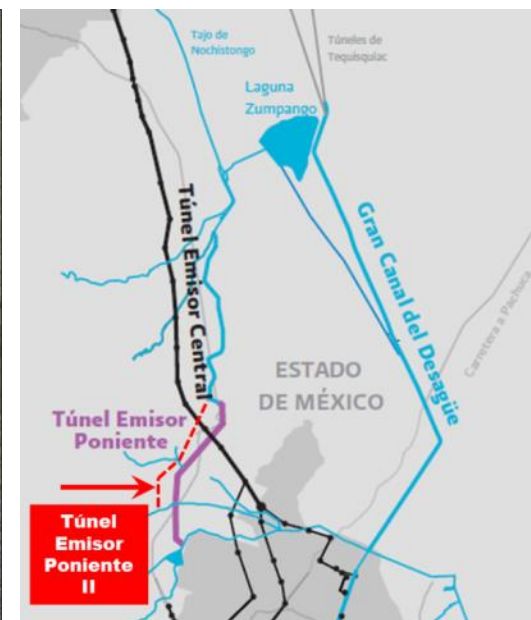 Tajo de
Nochistongo
Túneles de
Tequisquiac
Laguna
Zumpango
Túnel Emisor Central
Gran Canal del Desagüe
Carretera a Pachuca
ESTADO
DE MÉXICO
Túnel Emisor
Poniente
Túnel
Emisor
Poniente
II